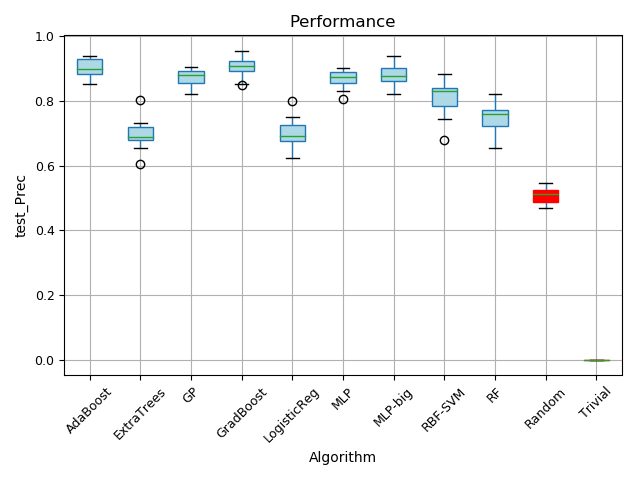 Performance
1.0
0.8
0.6
0.4
0.2
0.0
test_Prec
AdaBoost
ExtraTrees
GP
GradBoost
LogisticReg
MLP
MLP-big
RBF-SVM
RF
Random
Trivial
Algorithm